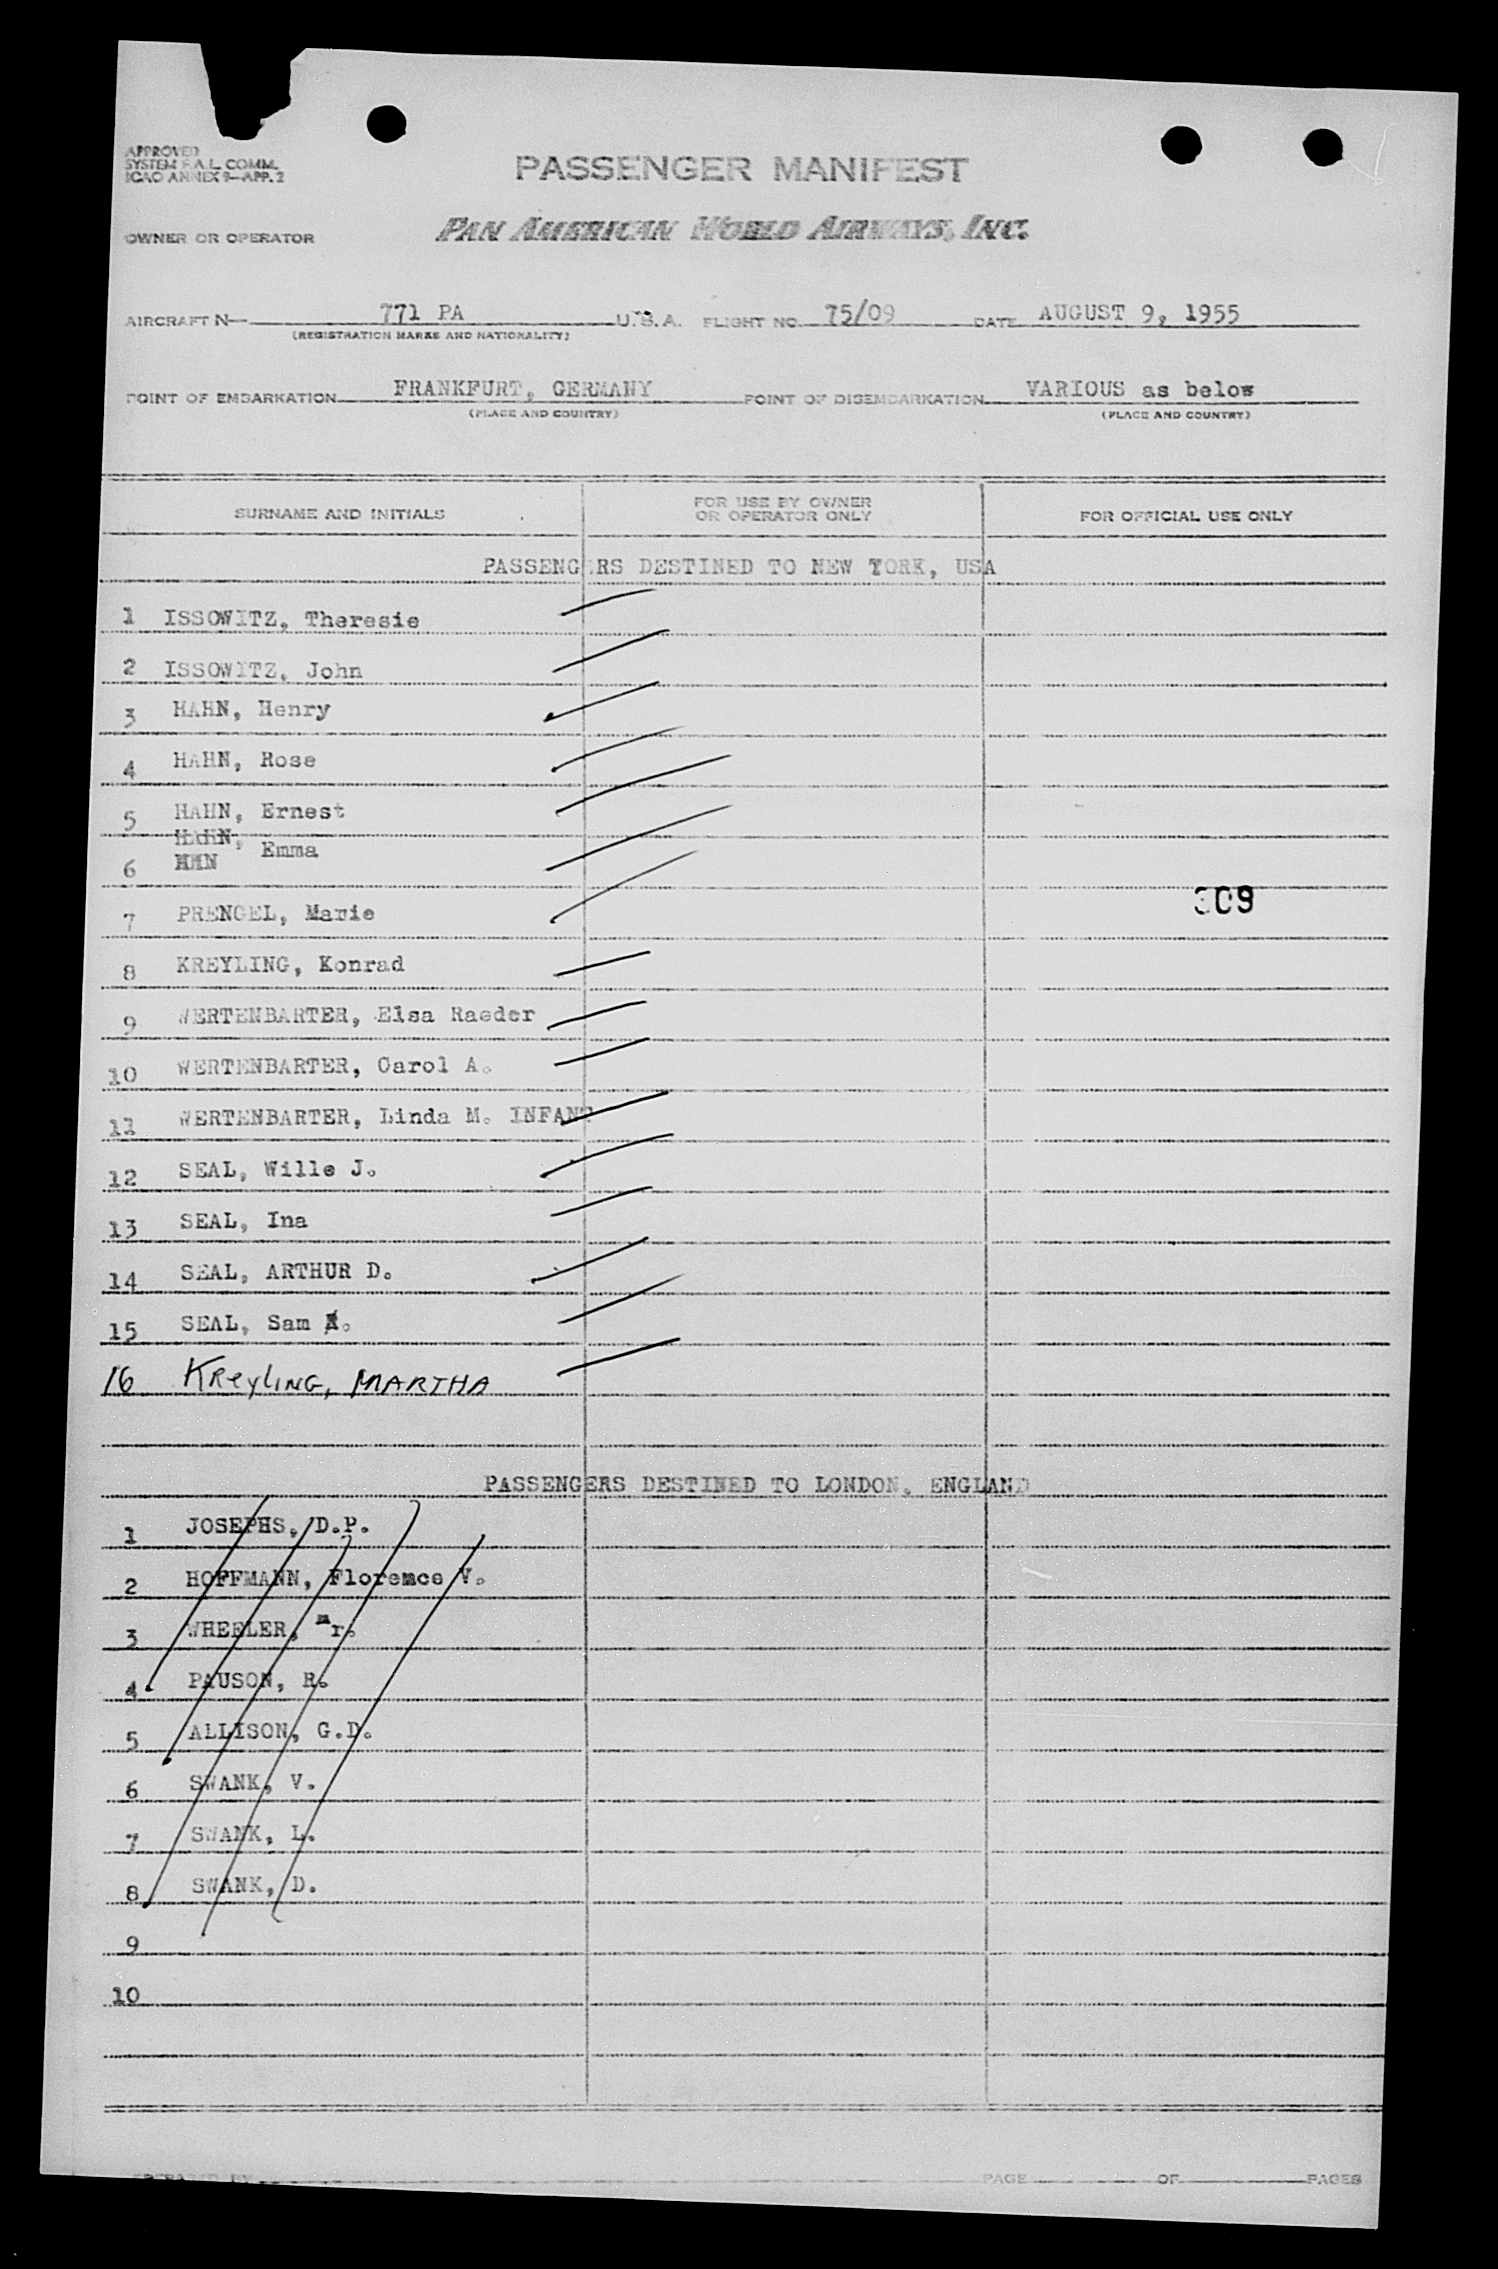 APPROVED
SYSTEM F.A.L. COMM.
ICAO ANNEX 9—APP. 2
PASSENGER MANIFEST
OWNER OR OPERATOR PAN AMERICAN WORLD AIRWAYS, INC.
AIRCRAFT N— 771 PA U.S.A. FLIGHT NO. 75/09 DATE AUGUST 9, 1955
(REGISTRATION MARKS AND NATIONALITY)
POINT OF EMBARKATION FRANKFURT, GERMANY POINT OF DISEMBARKATION VARIOUS as below
(PLACE AND COUNTRY) (PLACE AND COUNTRY)
SURNAME AND INITIALS FOR USE BY OWNER OR OPERATOR ONLY FOR OFFICIAL USE ONLY
PASSENGERS DESTINED TO NEW YORK, USA
1 ISSOWITZ, Theresie
2 ISSOWITZ, John
3 HAHN, Henry
4 HAHN, Rose
5 HAHN, Ernest
6 HAHN, Emma
309
7 PRENGEL, Marie
8 KREYLING, Konrad
9 WERTENBARTER, Elsa Raeder
10 WERTENBARTER, Carol A.
11 WERTENBARTER, Linda M. INFANT
12 SEAL, Wille J.
13 SEAL, Ina
14 SEAL, ARTHUR D.
15 SEAL, Sam
16 KReyLING, MARTHA
PASSENGERS DESTINED TO LONDON, ENGLAND
1 JOSEPHS, D.P.
2 HOFFMANN, Floremce V.
3 WHEELER, mr.
4 PAUSON, R.
5 ALLISON, G.D.
6 SWANK, V.
7 SWANK, L.
8 SWANK, D.
9
10
PREPARED BY PAGE OF PAGES